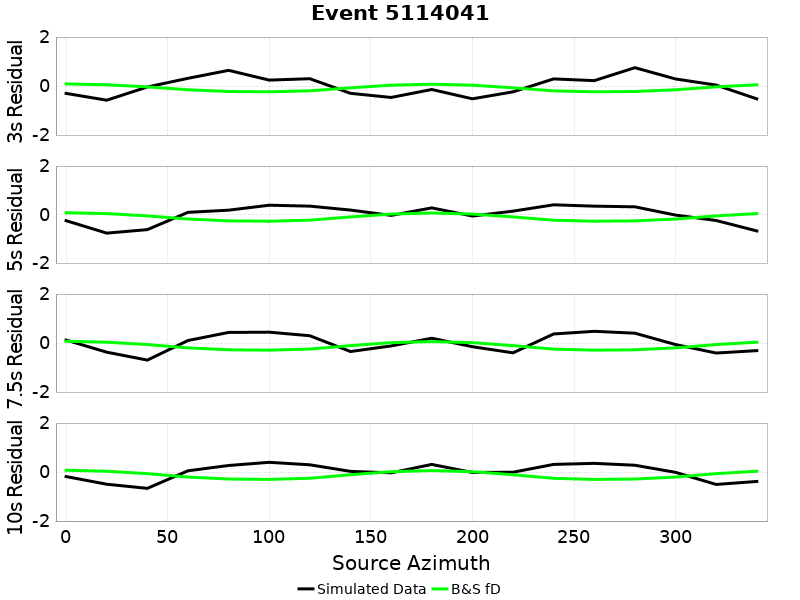 Event 5114041
3s Residual
2
0
-2
5s Residual
2
0
-2
7.5s Residual
2
0
-2
10s Residual
2
0
-2
0 50 100 150 200 250 300
Source Azimuth
Simulated Data B&S fD